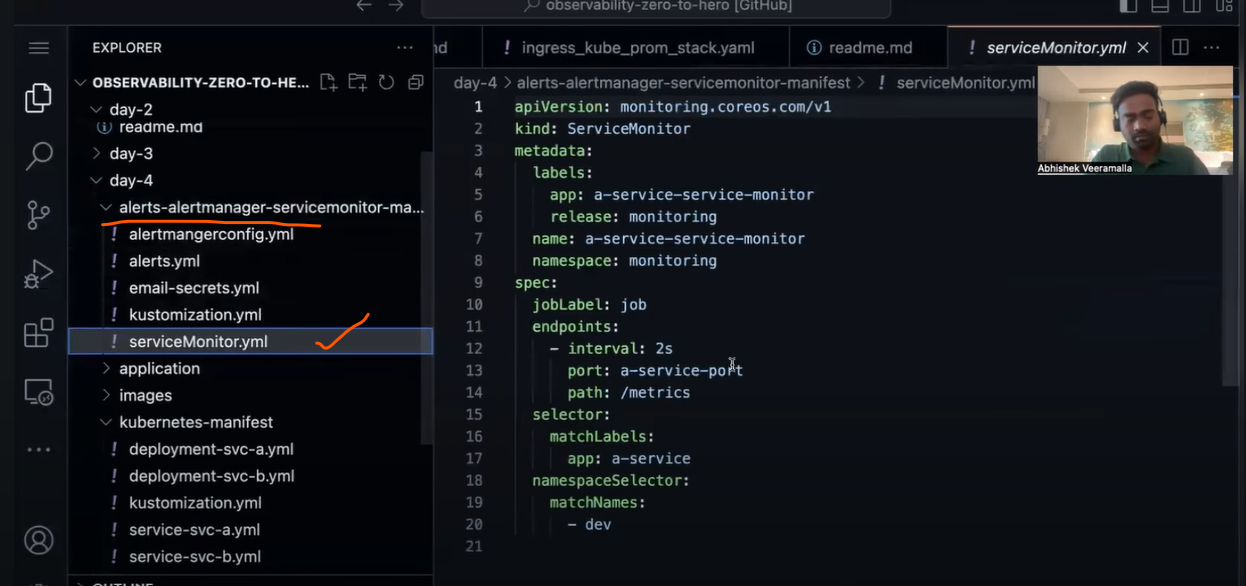 observability-zero-to-hero [GitHub]
EXPLORER
OBSERVABILITY-ZERO-TO-HE...
day-2
readme.md
day-3
day-4
alerts-alertmanager-servicemonitor-ma...
! alertmangerconfig.yml
! alerts.yml
! email-secrets.yml
! kustomization.yml
! serviceMonitor.yml
application
images
kubernetes-manifest
! deployment-svc-a.yml
! deployment-svc-b.yml
! kustomization.yml
! service-svc-a.yml
! service-svc-b.yml
OUTLINE
nd ! ingress_kube_prom_stack.yaml readme.md ! serviceMonitor.yml
day-4 > alerts-alertmanager-servicemonitor-manifest > ! serviceMonitor.yml
1 apiVersion: monitoring.coreos.com/v1
2 kind: ServiceMonitor
3 metadata:
4 labels:
5 app: a-service-service-monitor
6 release: monitoring
7 name: a-service-service-monitor
8 namespace: monitoring
9 spec:
10 jobLabel: job
11 endpoints:
12 - interval: 2s
13 port: a-service-port
14 path: /metrics
15 selector:
16 matchLabels:
17 app: a-service
18 namespaceSelector:
19 matchNames:
20 - dev
21
Abhishek Veeramalla